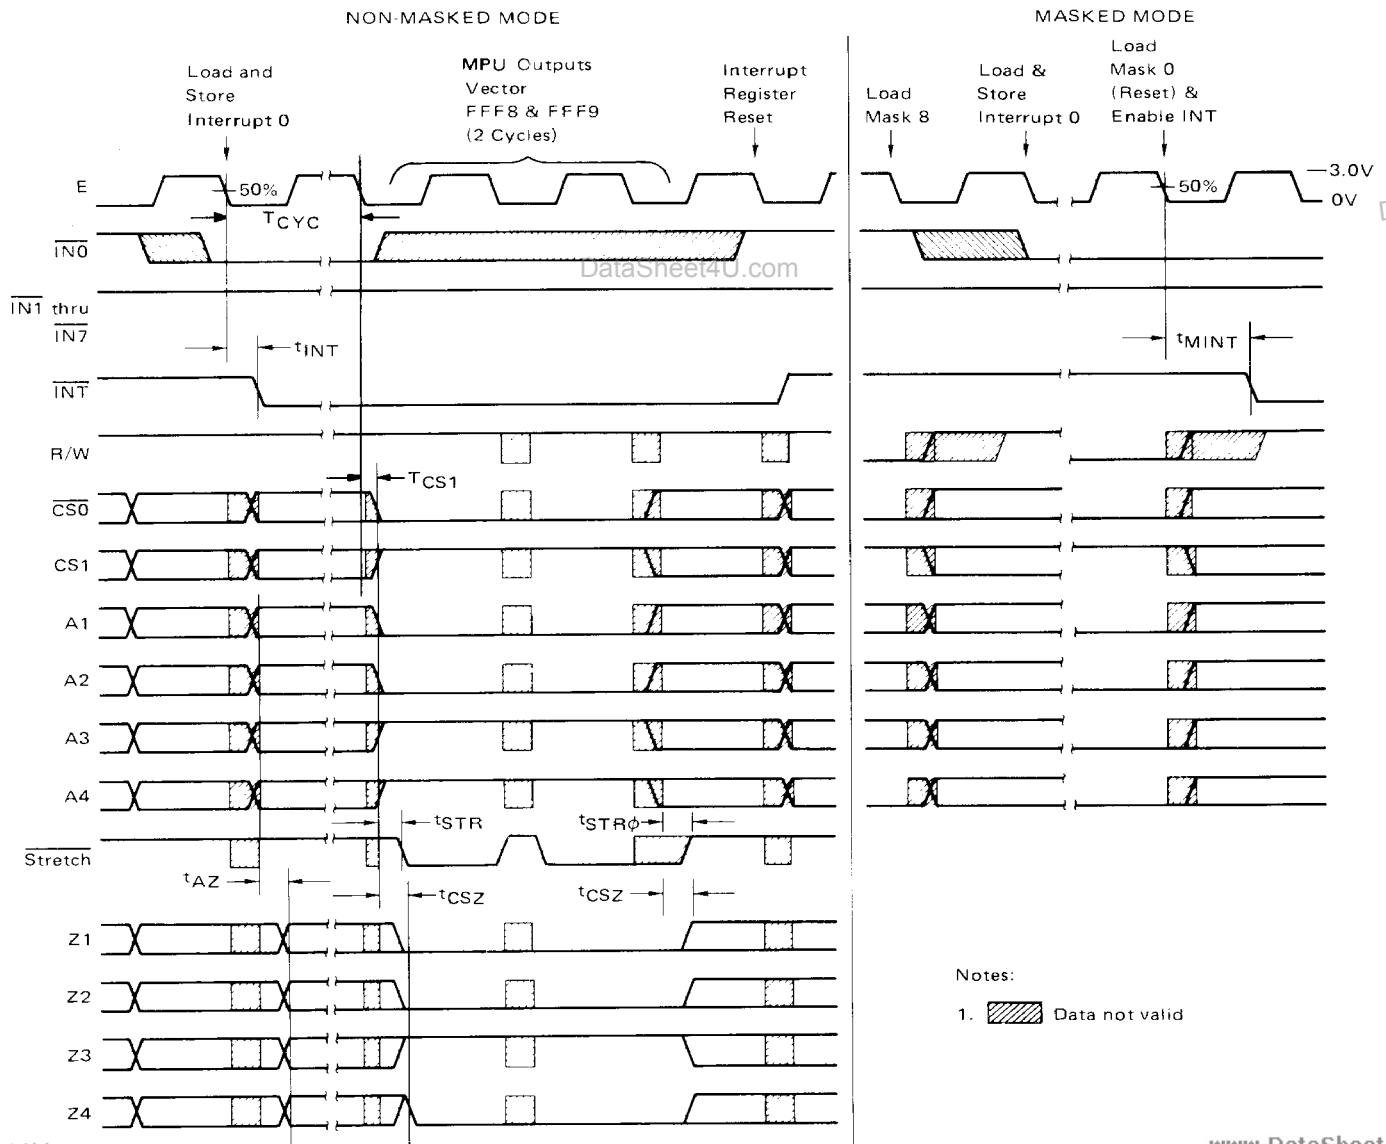 NON-MASKED MODE
MASKED MODE
Load and
Store
Interrupt 0
MPU Outputs
Vector
FFF8 & FFF9
(2 Cycles)
Interrupt
Register
Reset
Load
Mask 8
Load &
Store
Interrupt 0
Load
Mask 0
(Reset) &
Enable INT
E
50%
50%
3.0V
0V
TCYC
IN0
DataSheet4U.com
IN1 thru
IN7
tINT
tMINT
INT
R/W
TCS1
CS0
CS1
A1
A2
A3
A4
tSTR
tSTRϕ
Stretch
tAZ
tCSZ
tCSZ
Z1
Z2
Z3
Z4
Notes:
1. Data not valid